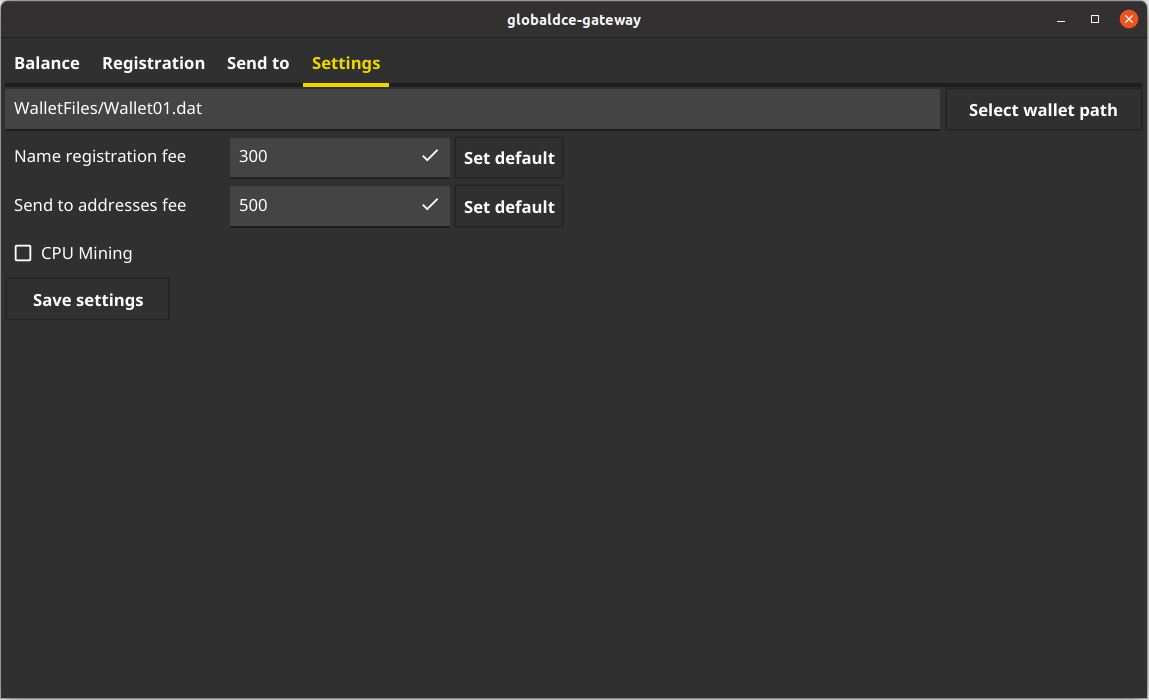 globaldce-gateway
Balance Registration Send to Settings
WalletFiles/Wallet01.dat Select wallet path
Name registration fee 300 Set default
Send to addresses fee 500 Set default
CPU Mining
Save settings